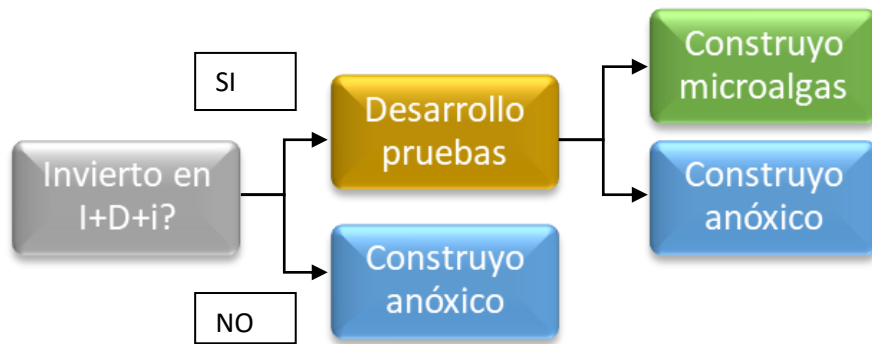 Invierto en
I+D+i?
SI
NO
Desarrollo
pruebas
Construyo
anóxico
Construyo
microalgas
Construyo
anóxico